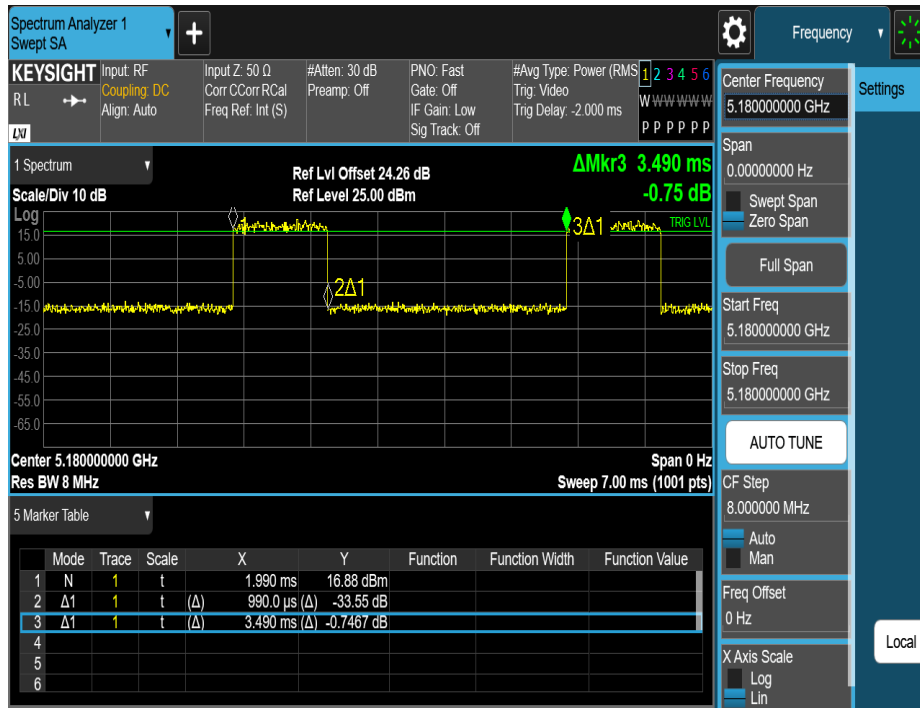 Spectrum Analyzer 1
Swept SA
+
Frequency
KEYSIGHT
R L
LXI
Input: RF
Coupling: DC
Align: Auto
Input Z: 50 Ω
Corr CCorr RCal
Freq Ref: Int (S)
#Atten: 30 dB
Preamp: Off
PNO: Fast
Gate: Off
IF Gain: Low
Sig Track: Off
#Avg Type: Power (RMS
Trig: Video
Trig Delay: -2.000 ms
1 2 3 4 5 6
W W W W W W
P P P P P P
1 Spectrum
Scale/Div 10 dB
Ref Lvl Offset 24.26 dB
Ref Level 25.00 dBm
ΔMkr3 3.490 ms
-0.75 dB
Log
15.0
5.00
-5.00
-15.0
-25.0
-35.0
-45.0
-55.0
-65.0
1
2Δ1
3Δ1
TRIG LVL
Center 5.180000000 GHz
Span 0 Hz
Res BW 8 MHz
Sweep 7.00 ms (1001 pts)
5 Marker Table
Mode Trace Scale X Y Function Function Width Function Value
1 N 1 t 1.990 ms 16.88 dBm
2 Δ1 1 t (Δ) 990.0 µs (Δ) -33.55 dB
3 Δ1 1 t (Δ) 3.490 ms (Δ) -0.7467 dB
4
5
6
Center Frequency
5.180000000 GHz
Span
0.00000000 Hz
Swept Span
Zero Span
Full Span
Start Freq
5.180000000 GHz
Stop Freq
5.180000000 GHz
AUTO TUNE
CF Step
8.000000 MHz
Auto
Man
Freq Offset
0 Hz
X Axis Scale
Log
Lin
Settings
Local